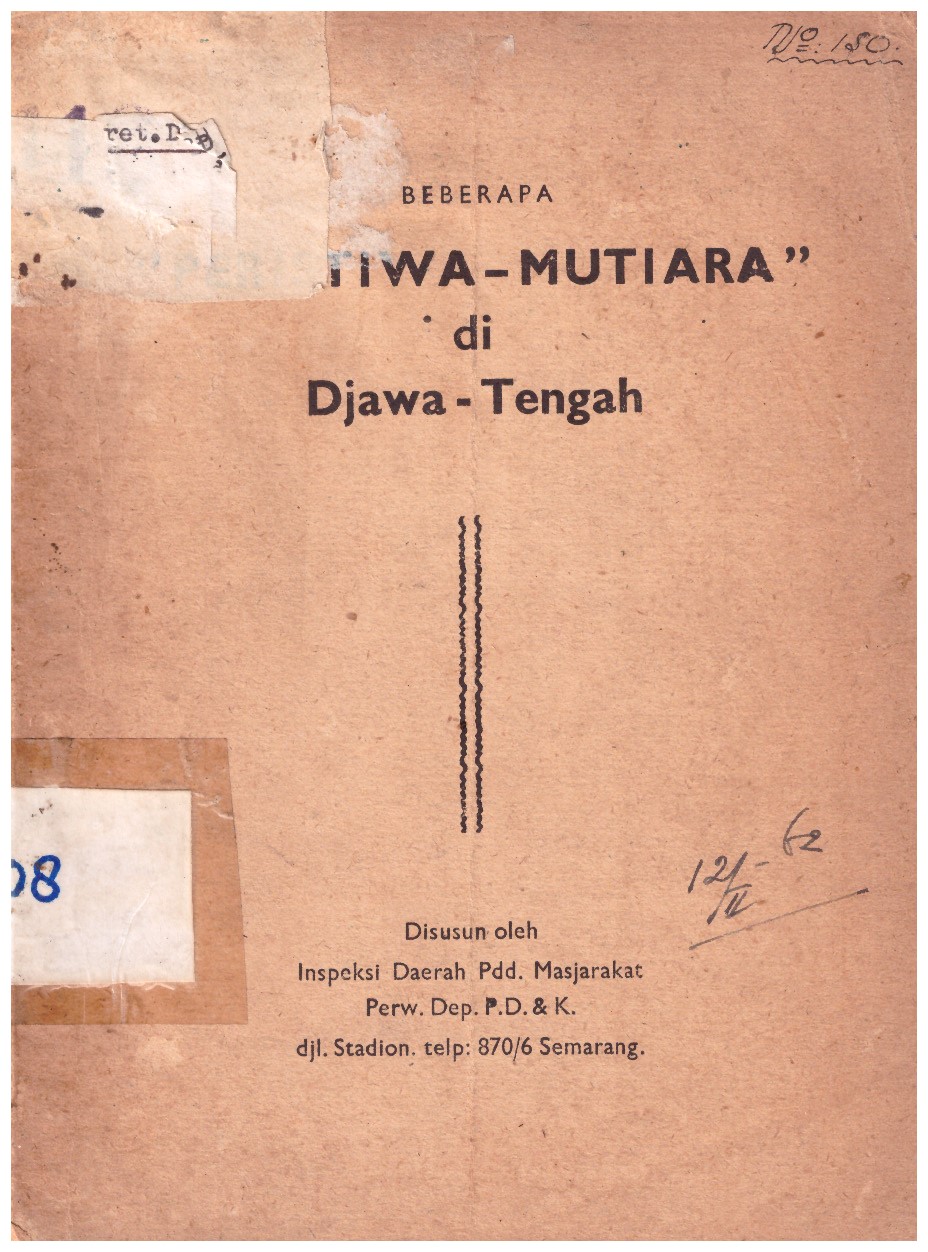 No: 150.
ret. D
BEBERAPA
TIWA – MUTIARA”
di
Djawa - Tengah
08
12/II - 62
Disusun oleh
Inspeksi Daerah Pdd. Masjarakat
Perw. Dep. P.D. & K.
djl. Stadion. telp: 870/6 Semarang.